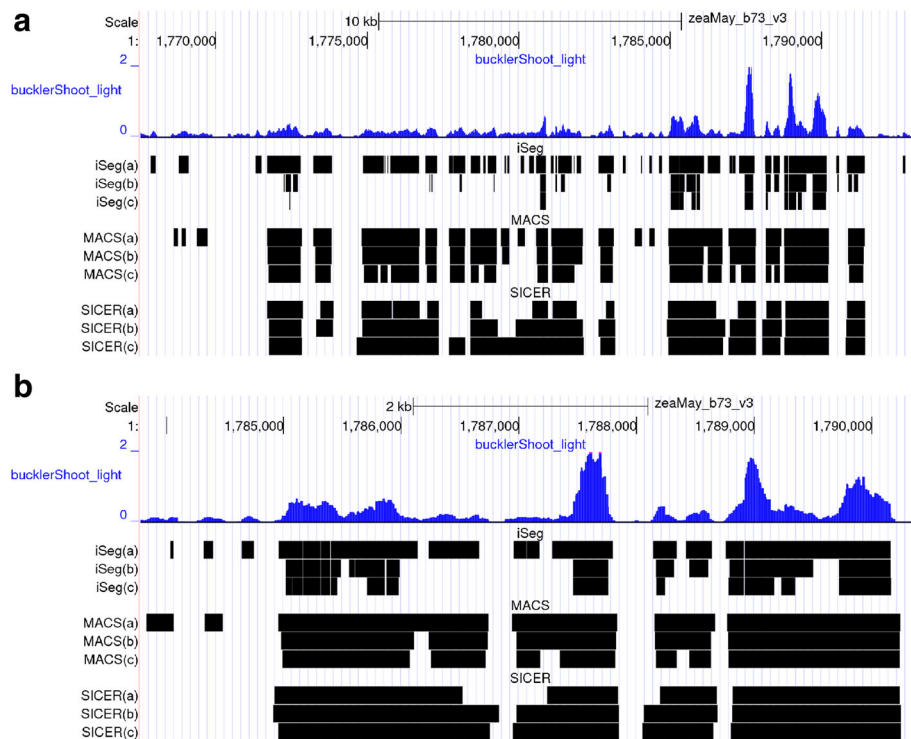 a
Scale 10 kb zeaMay_b73_v3
1: 1,770,000 1,775,000 1,780,000 1,785,000 1,790,000
bucklerShoot_light
2
bucklerShoot_light
0
iSeg
iSeg(a)
iSeg(b)
iSeg(c)
MACS
MACS(a)
MACS(b)
MACS(c)
SICER
SICER(a)
SICER(b)
SICER(c)
b
Scale 2 kb zeaMay_b73_v3
1: 1,785,000 1,786,000 1,787,000 1,788,000 1,789,000 1,790,000
bucklerShoot_light
2
bucklerShoot_light
0
iSeg
iSeg(a)
iSeg(b)
iSeg(c)
MACS
MACS(a)
MACS(b)
MACS(c)
SICER
SICER(a)
SICER(b)
SICER(c)